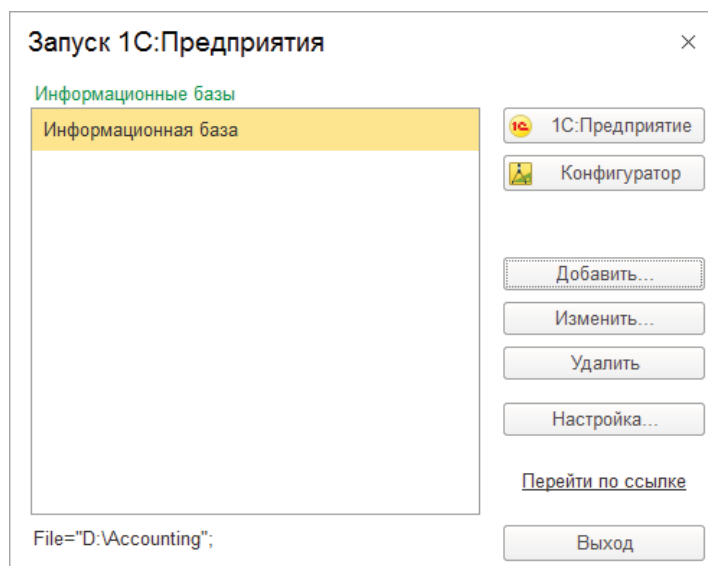 Запуск 1С:Предприятия
Информационные базы
Информационная база
1С:Предприятие
Конфигуратор
Добавить...
Изменить...
Удалить
Настройка...
Перейти по ссылке
File="D:\Accounting";
Выход